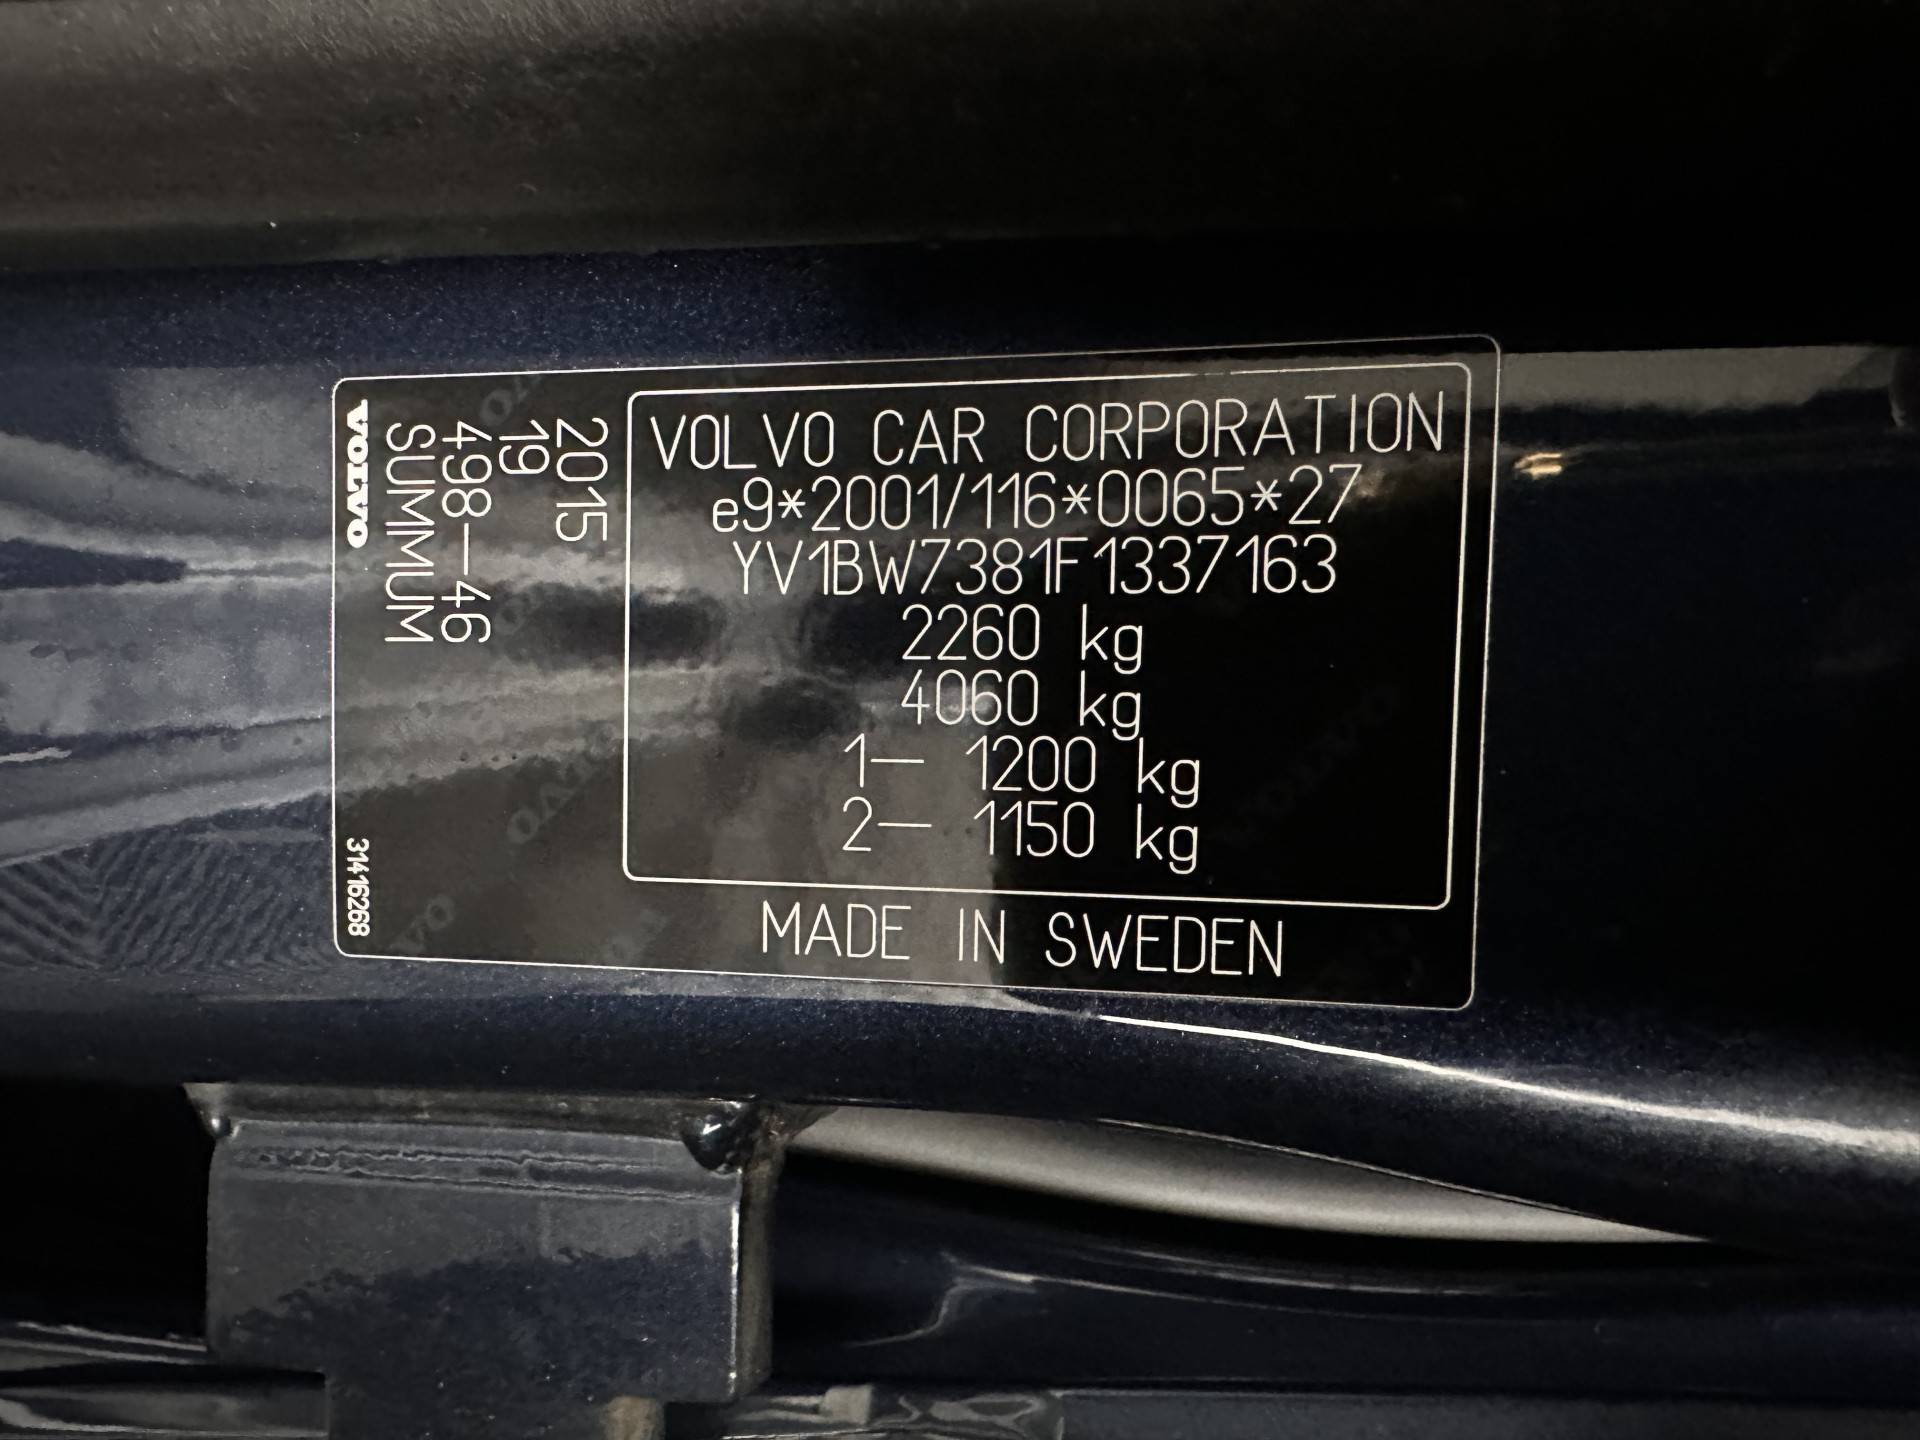 VOLVO CAR CORPORATION
e9*2001/116*0065*27
YV1BW7381F1337163
2260 kg
4060 kg
1— 1200 kg
2— 1150 kg
MADE IN SWEDEN
2015
19
498—46
SUMMUM
VOLVO
31416268